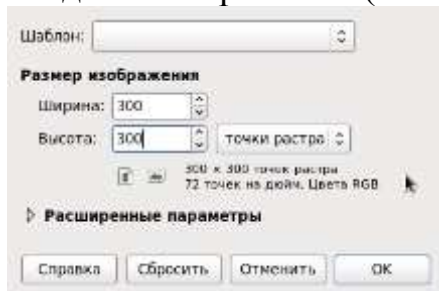 Шаблон:
Размер изображения
Ширина: 300
Высота: 300 точки растра
300 × 300 точек растра
72 точек на дюйм, Цвета RGB
Расширенные параметры
Справка Сбросить Отменить OK